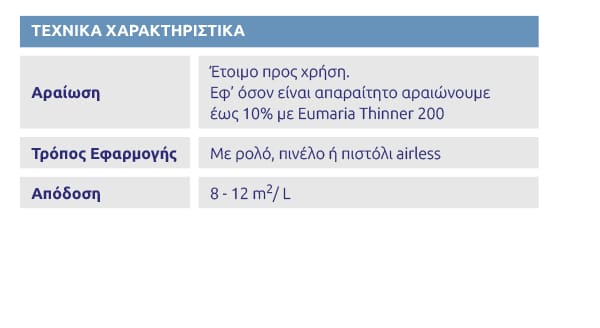 ΤΕΧΝΙΚΑ ΧΑΡΑΚΤΗΡΙΣΤΙΚΑ
Αραίωση
Έτοιμο προς χρήση.
Εφ’ όσον είναι απαραίτητο αραιώνουμε
έως 10% με Eumaria Thinner 200
Τρόπος Εφαρμογής
Με ρολό, πινέλο ή πιστόλι airless
Απόδοση
8 - 12 m²/ L